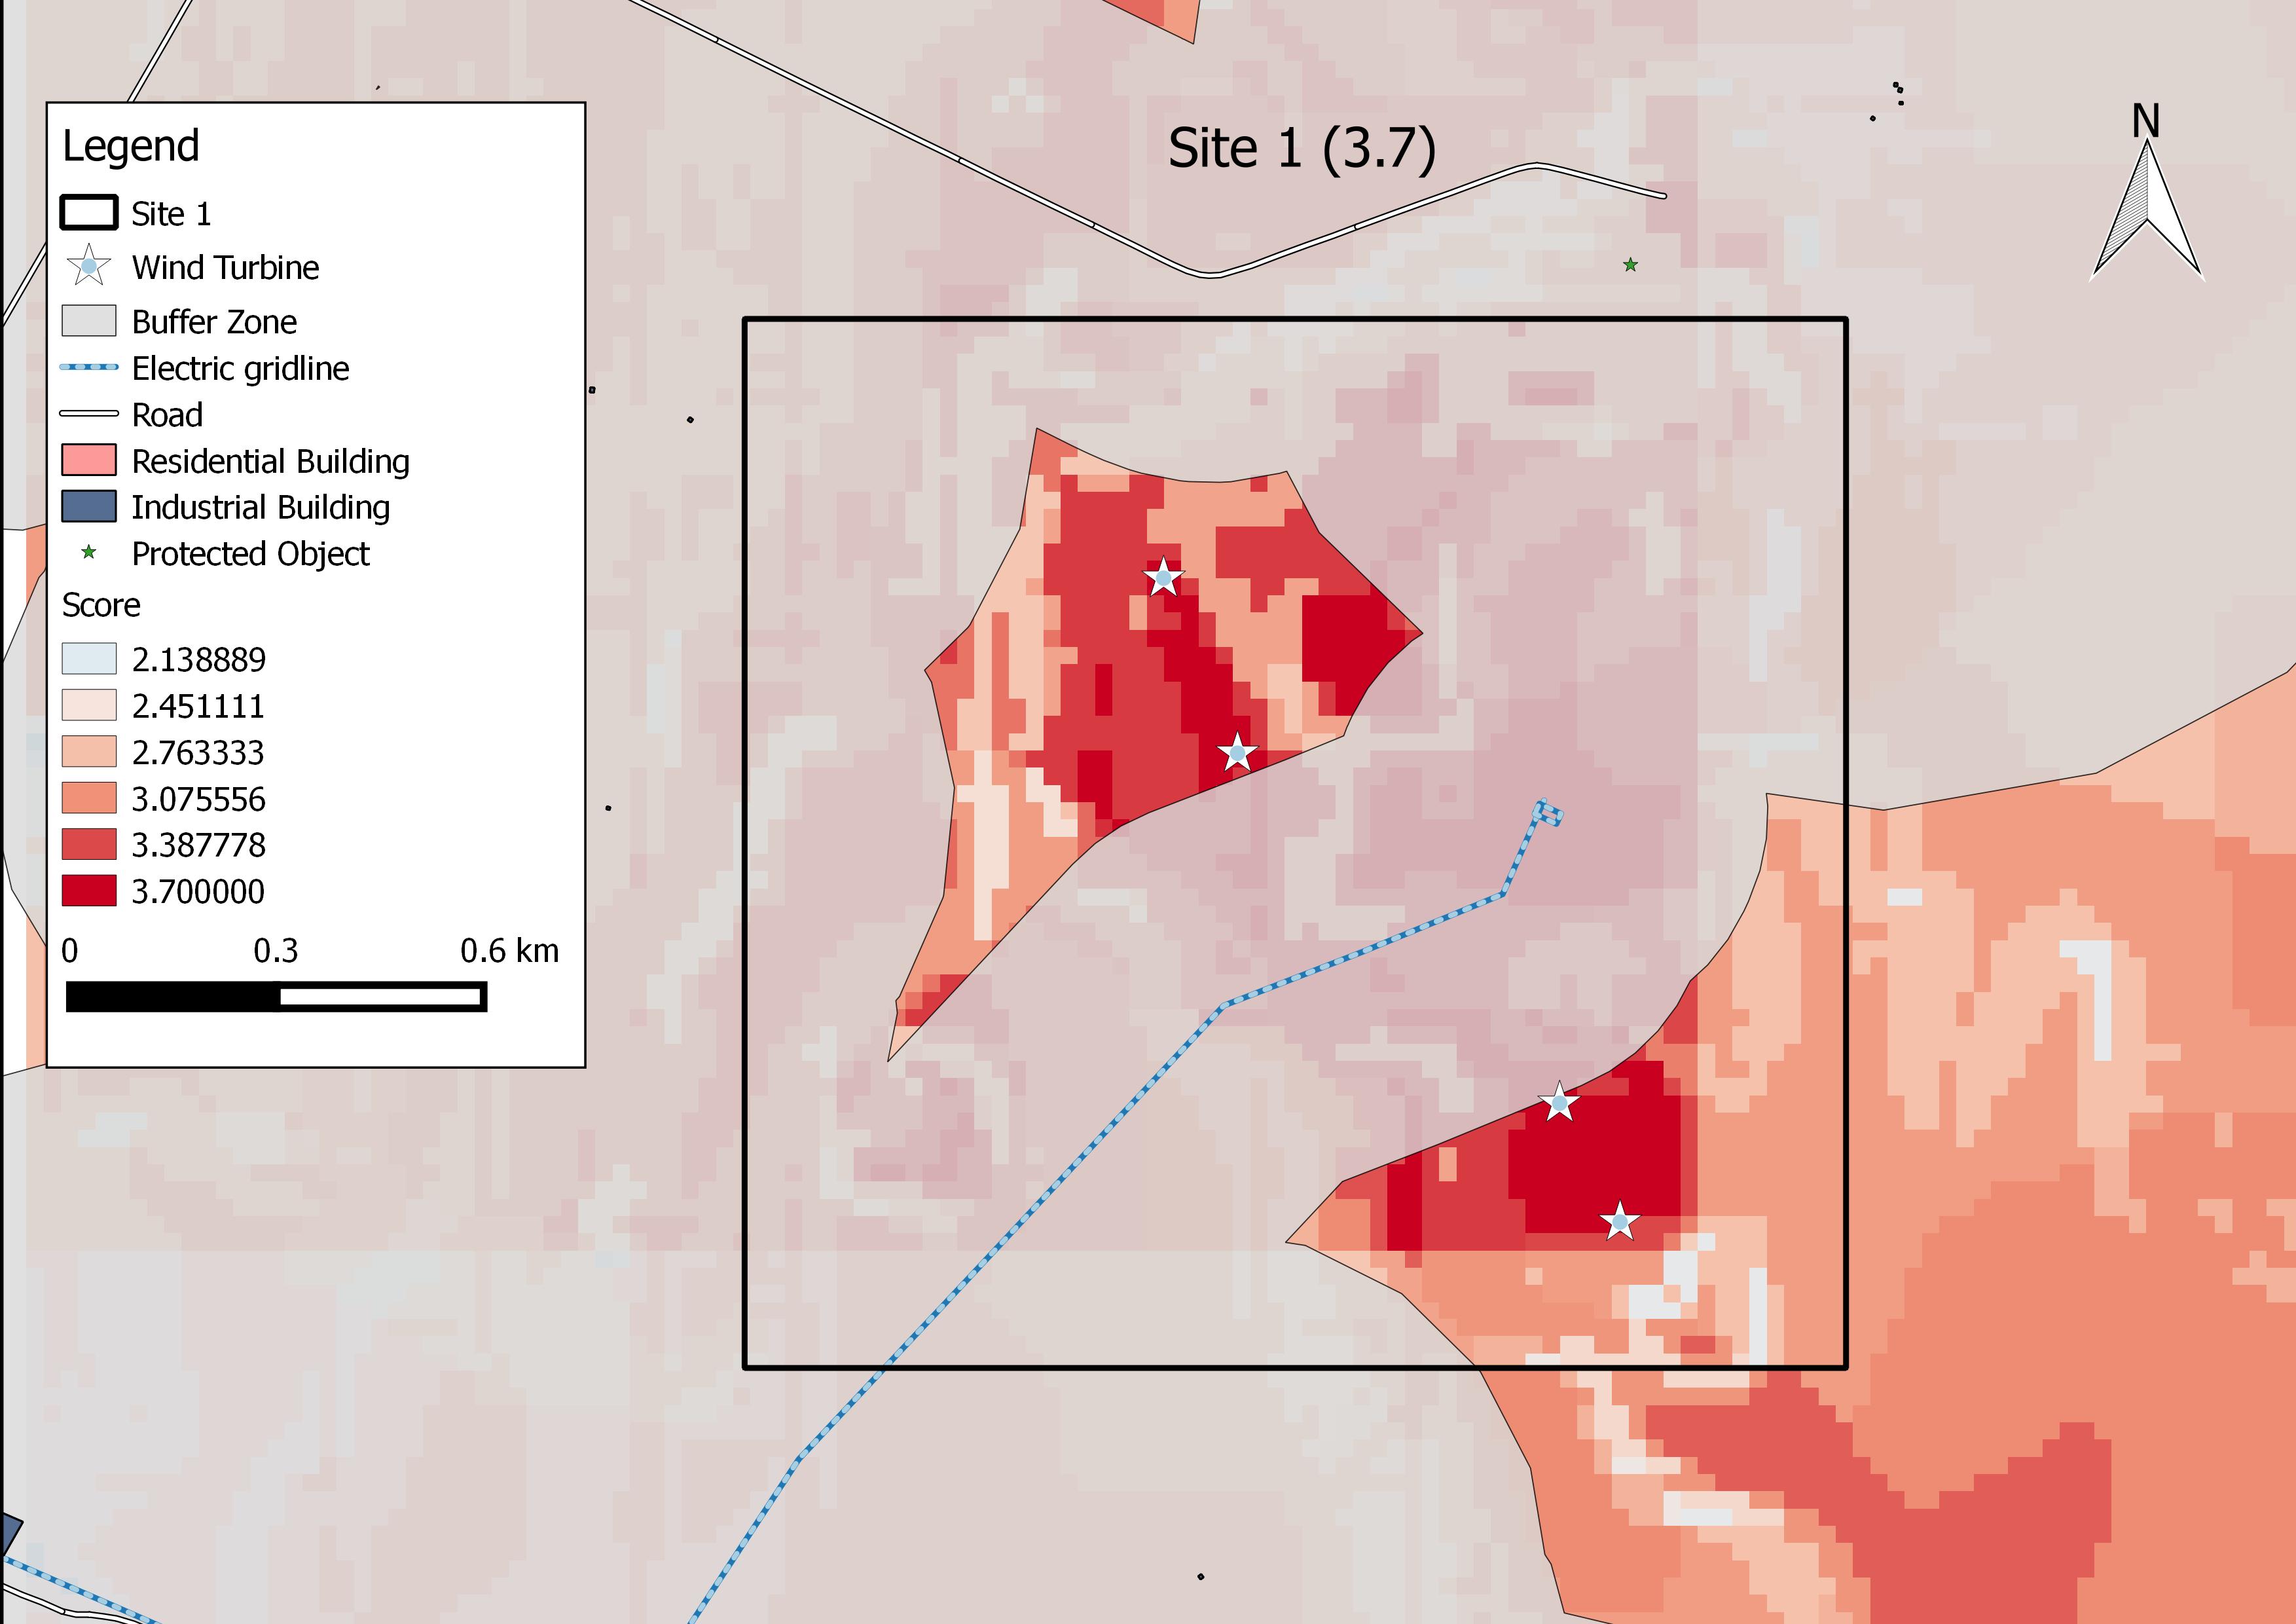 Site 1 (3.7)
N
Legend
Site 1
Wind Turbine
Buffer Zone
Electric gridline
Road
Residential Building
Industrial Building
Protected Object
Score
2.138889
2.451111
2.763333
3.075556
3.387778
3.700000
0 0.3 0.6 km